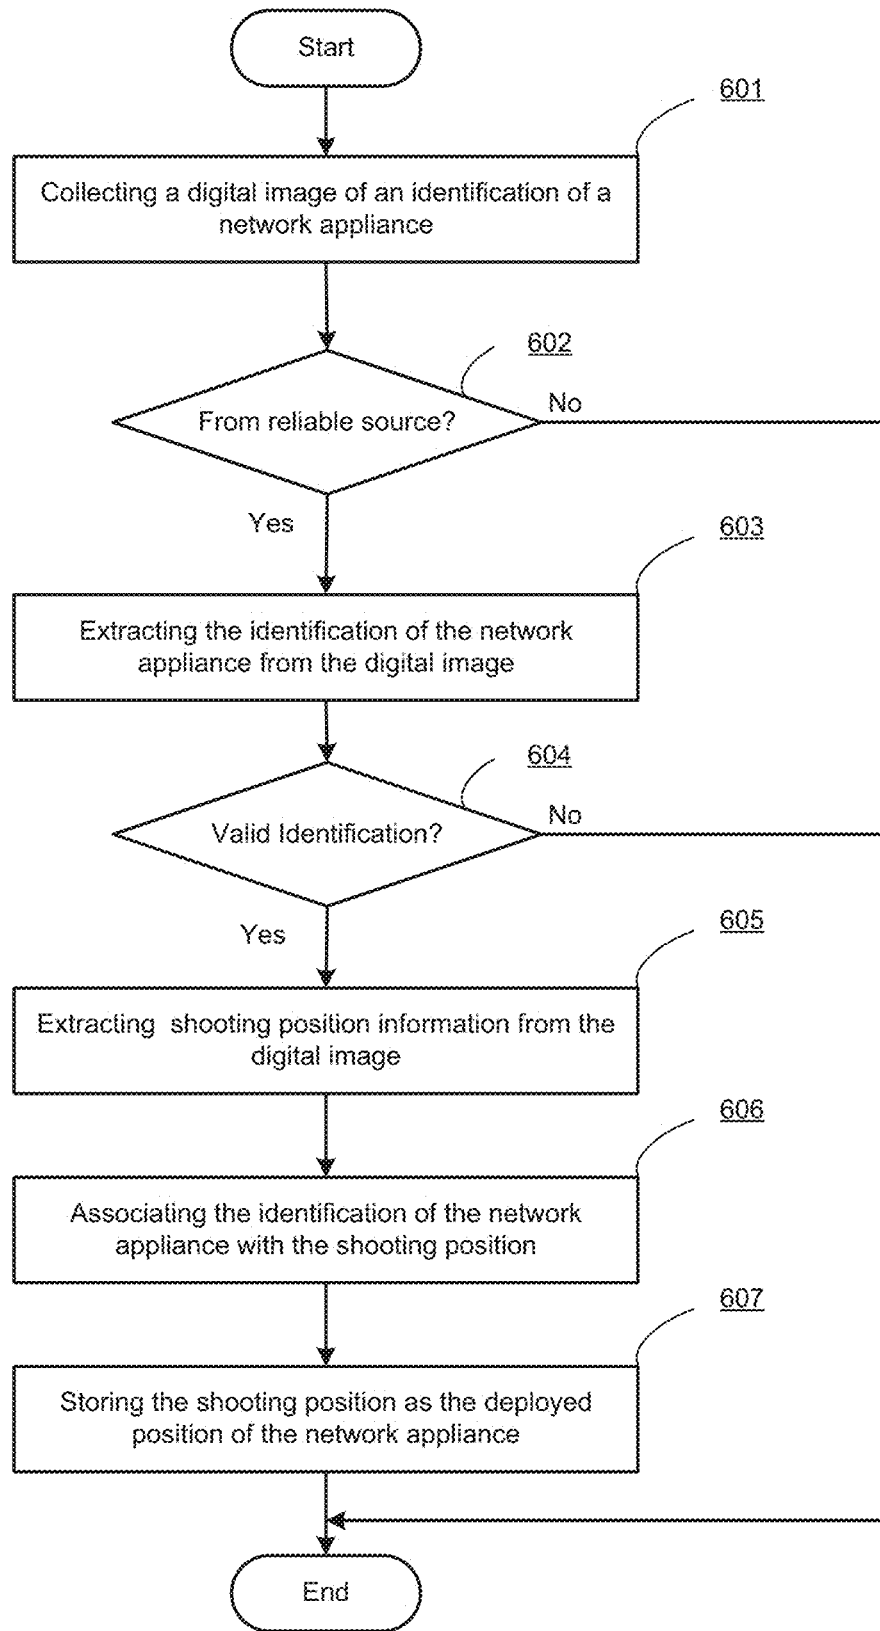 Start
601
Collecting a digital image of an identification of a
network appliance
602
From reliable source?
No
Yes
603
Extracting the identification of the network
appliance from the digital image
604
Valid Identification?
No
Yes
605
Extracting shooting position information from the
digital image
606
Associating the identification of the network
appliance with the shooting position
607
Storing the shooting position as the deployed
position of the network appliance
End